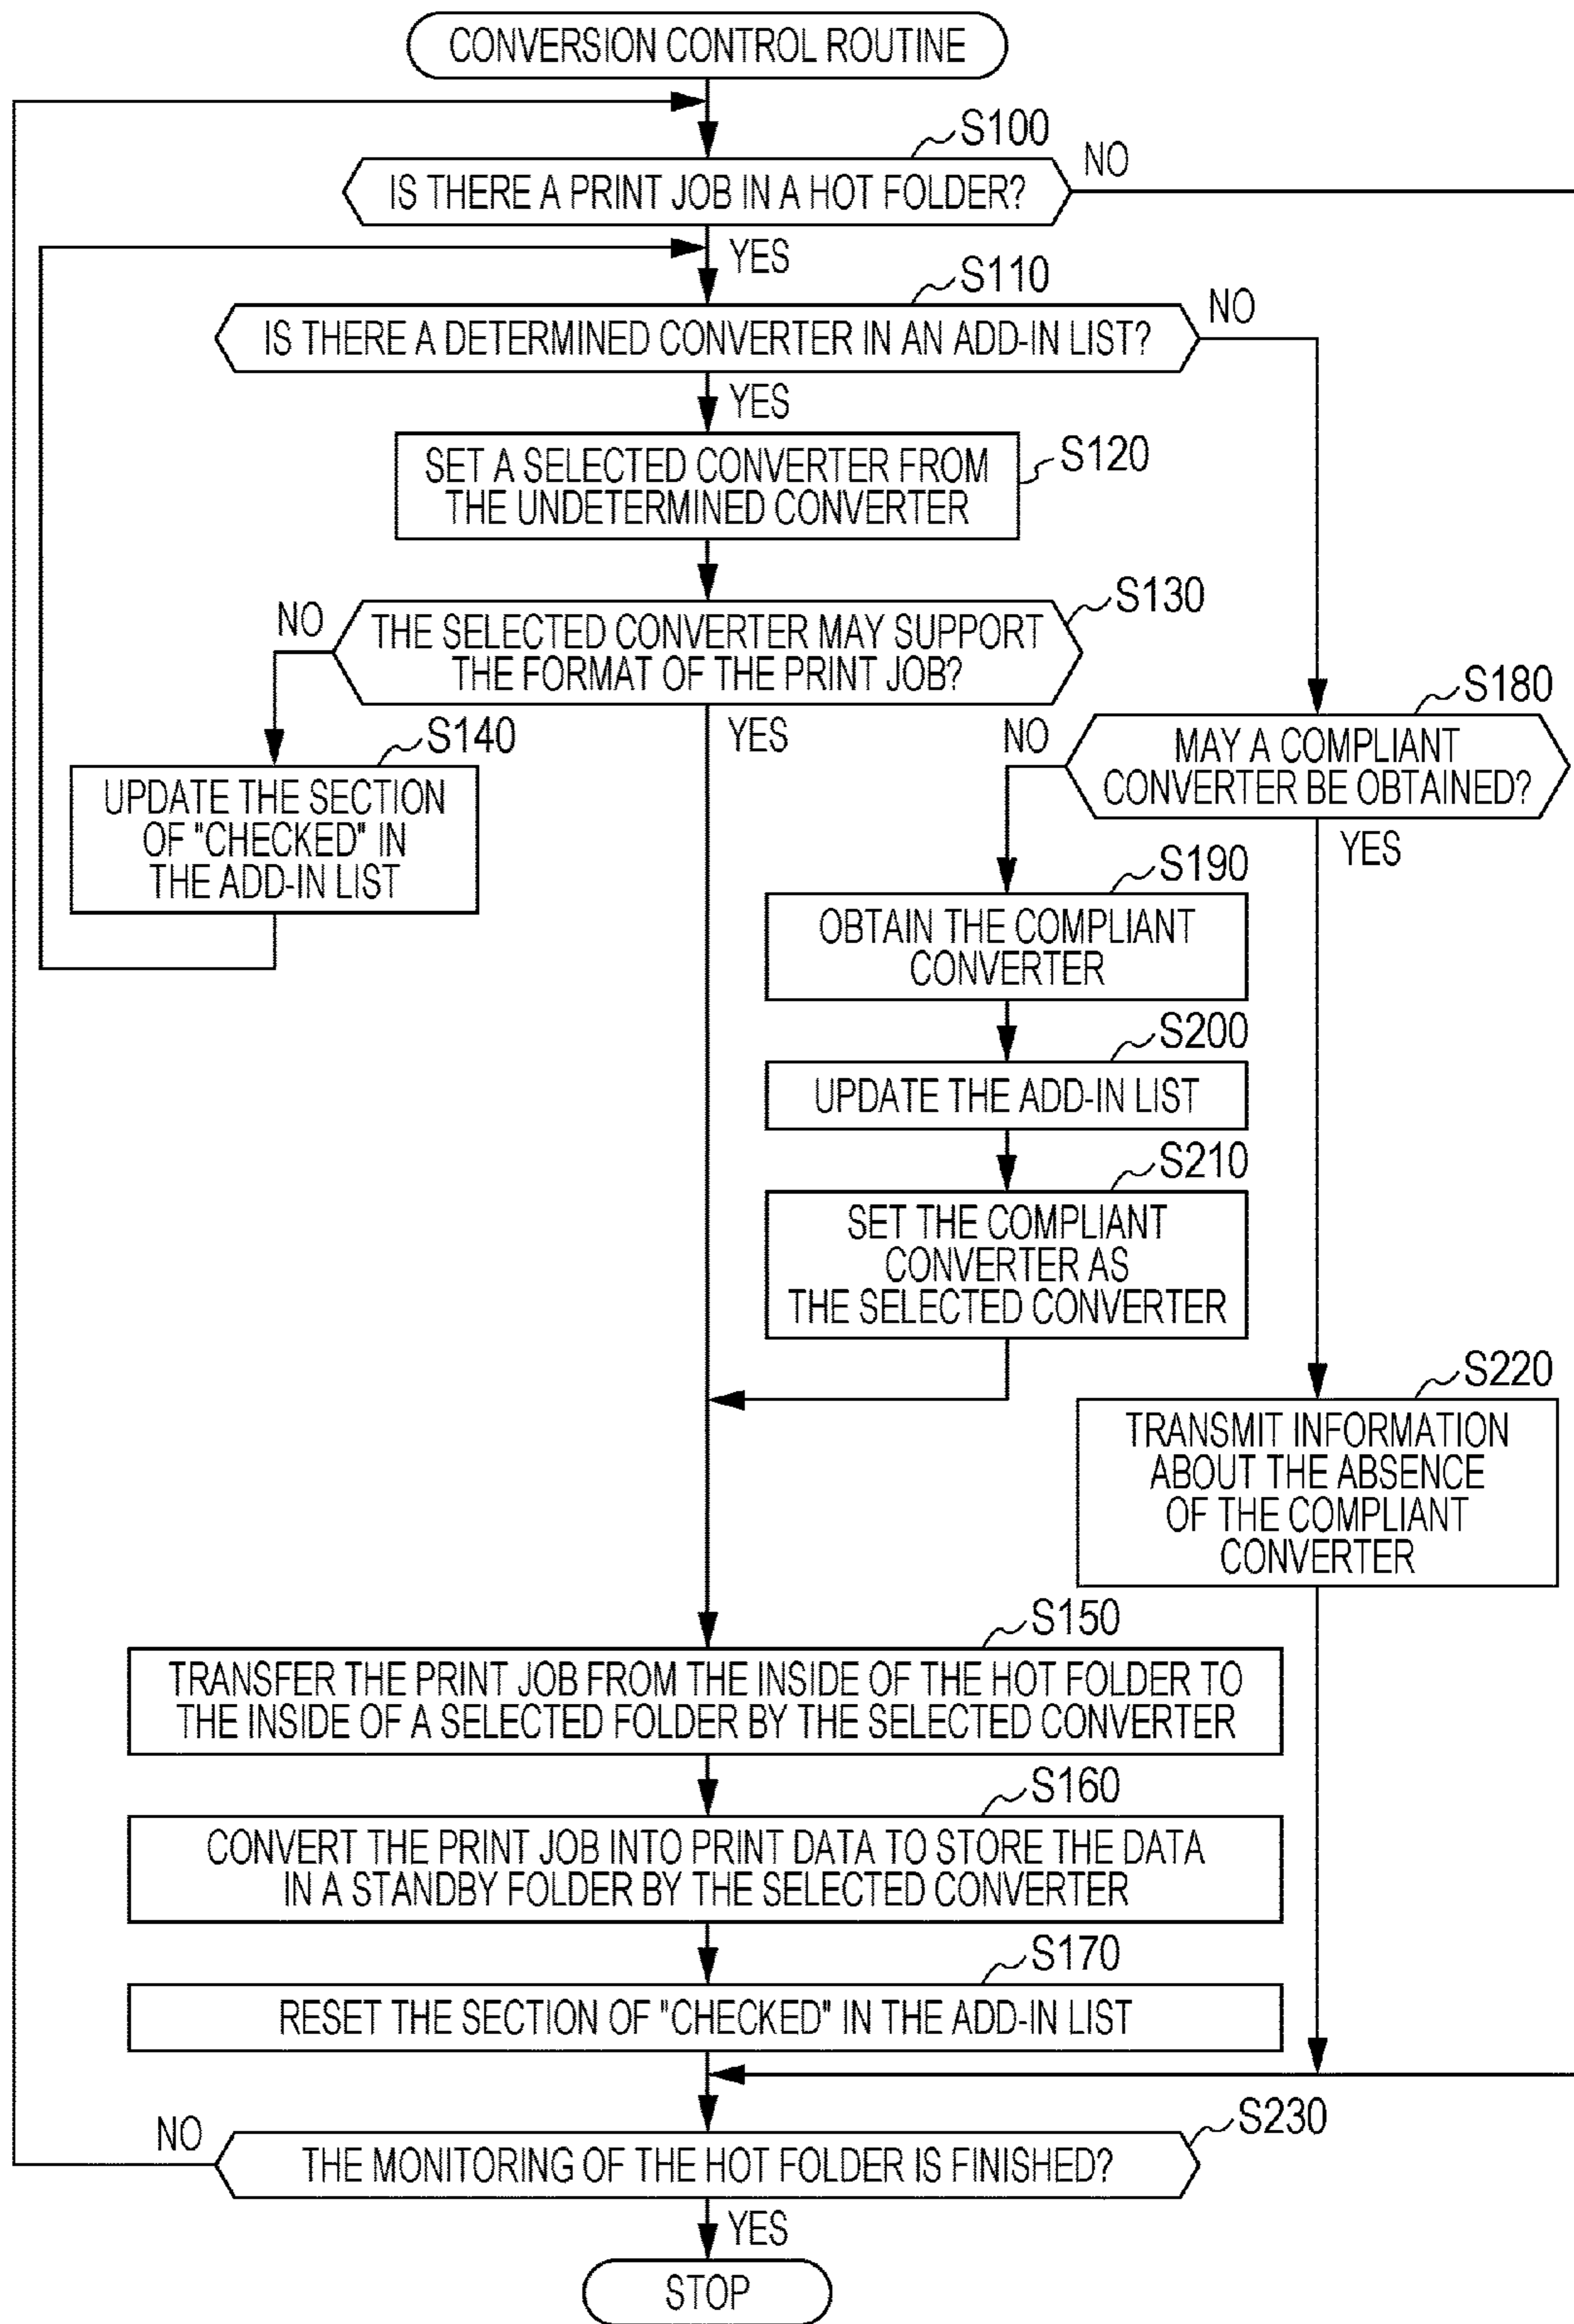 CONVERSION CONTROL ROUTINE
S100
IS THERE A PRINT JOB IN A HOT FOLDER?
NO
YES
S110
IS THERE A DETERMINED CONVERTER IN AN ADD-IN LIST?
NO
YES
S120
SET A SELECTED CONVERTER FROM
THE UNDETERMINED CONVERTER
S130
NO
THE SELECTED CONVERTER MAY SUPPORT
THE FORMAT OF THE PRINT JOB?
YES
S140
UPDATE THE SECTION
OF "CHECKED" IN
THE ADD-IN LIST
S180
NO
MAY A COMPLIANT
CONVERTER BE OBTAINED?
YES
S190
OBTAIN THE COMPLIANT
CONVERTER
S200
UPDATE THE ADD-IN LIST
S210
SET THE COMPLIANT
CONVERTER AS
THE SELECTED CONVERTER
S220
TRANSMIT INFORMATION
ABOUT THE ABSENCE
OF THE COMPLIANT
CONVERTER
S150
TRANSFER THE PRINT JOB FROM THE INSIDE OF THE HOT FOLDER TO
THE INSIDE OF A SELECTED FOLDER BY THE SELECTED CONVERTER
S160
CONVERT THE PRINT JOB INTO PRINT DATA TO STORE THE DATA
IN A STANDBY FOLDER BY THE SELECTED CONVERTER
S170
RESET THE SECTION OF "CHECKED" IN THE ADD-IN LIST
S230
NO
THE MONITORING OF THE HOT FOLDER IS FINISHED?
YES
STOP